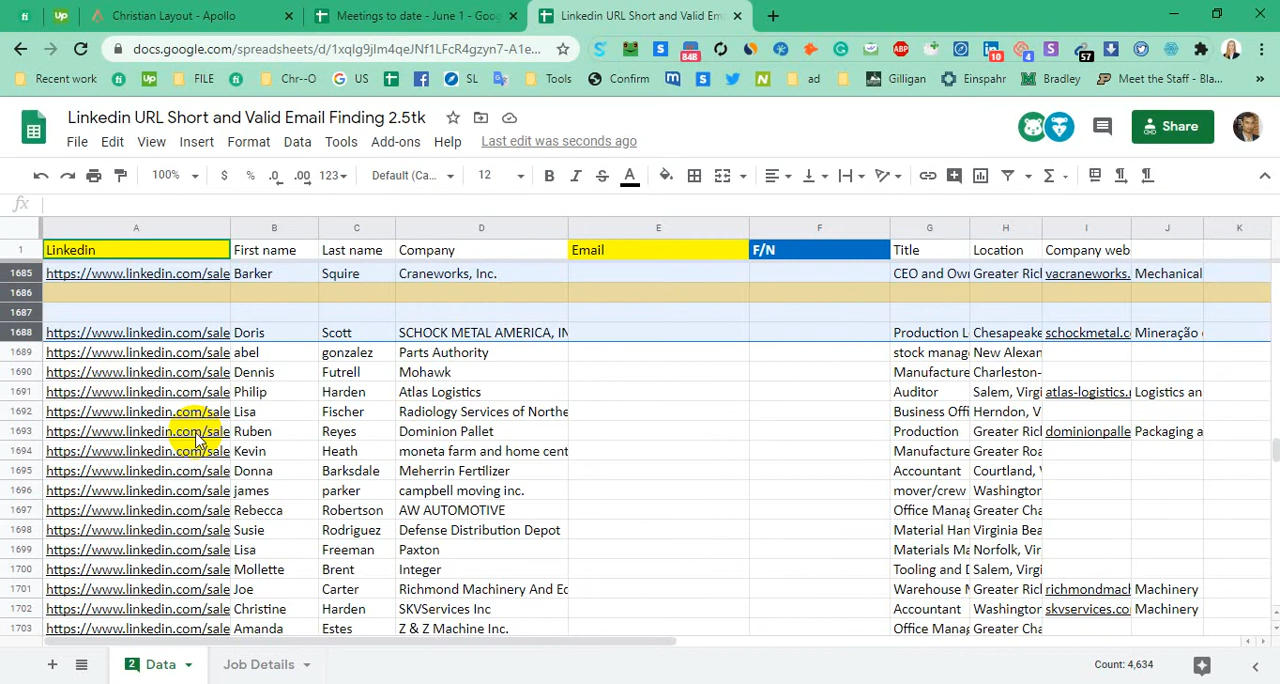 fi Up Christian Layout - Apollo × Meetings to date - June 1 - Goo × Linkedin URL Short and Valid Em × +
docs.google.com/spreadsheets/d/1xqIg9jIm4qeJNf1LFcR4gzyn7-A1e...
Recent work fi Up FILE fi Chr--O US SL Tools Confirm ad Gilligan Einspahr Bradley Meet the Staff - Bla... »
Linkedin URL Short and Valid Email Finding 2.5tk
File Edit View Insert Format Data Tools Add-ons Help Last edit was seconds ago
Share
100% $ % .0 .00 123 Default (Ca... 12 B I S A
fx
A B C D E F G H I J K
1 Linkedin First name Last name Company Email F/N Title Location Company web
1685 https://www.linkedin.com/sale Barker Squire Craneworks, Inc. CEO and Ow Greater Ric vacraneworks. Mechanical
1686
1687
1688 https://www.linkedin.com/sale Doris Scott SCHOCK METAL AMERICA, IN Production L Chesapeake schockmetal.c Mineração
1689 https://www.linkedin.com/sale abel gonzalez Parts Authority stock manag New Alexan
1690 https://www.linkedin.com/sale Dennis Futrell Mohawk Manufacture Charleston-
1691 https://www.linkedin.com/sale Philip Harden Atlas Logistics Auditor Salem, Virgi atlas-logistics. Logistics an
1692 https://www.linkedin.com/sale Lisa Fischer Radiology Services of Northe Business Offi Herndon, V
1693 https://www.linkedin.com/sale Ruben Reyes Dominion Pallet Production Greater Ric dominionpalle Packaging a
1694 https://www.linkedin.com/sale Kevin Heath moneta farm and home cent Manufacture Greater Roa
1695 https://www.linkedin.com/sale Donna Barksdale Meherrin Fertilizer Accountant Courtland, V
1696 https://www.linkedin.com/sale james parker campbell moving inc. mover/crew Washington
1697 https://www.linkedin.com/sale Rebecca Robertson AW AUTOMOTIVE Office Manag Greater Cha
1698 https://www.linkedin.com/sale Susie Rodriguez Defense Distribution Depot Material Har Virginia Bea
1699 https://www.linkedin.com/sale Lisa Freeman Paxton Materials Ma Norfolk, Virg
1700 https://www.linkedin.com/sale Mollette Brent Integer Tooling and D Salem, Virgi
1701 https://www.linkedin.com/sale Joe Carter Richmond Machinery And Ec Warehouse M Greater Ric richmondmach Machinery
1702 https://www.linkedin.com/sale Christine Harden SKVServices Inc Accountant Washington skvservices.co Machinery
1703 https://www.linkedin.com/sale Amanda Estes Z & Z Machine Inc. Office Manag Greater Cha
+ 2 Data Job Details Count: 4,634